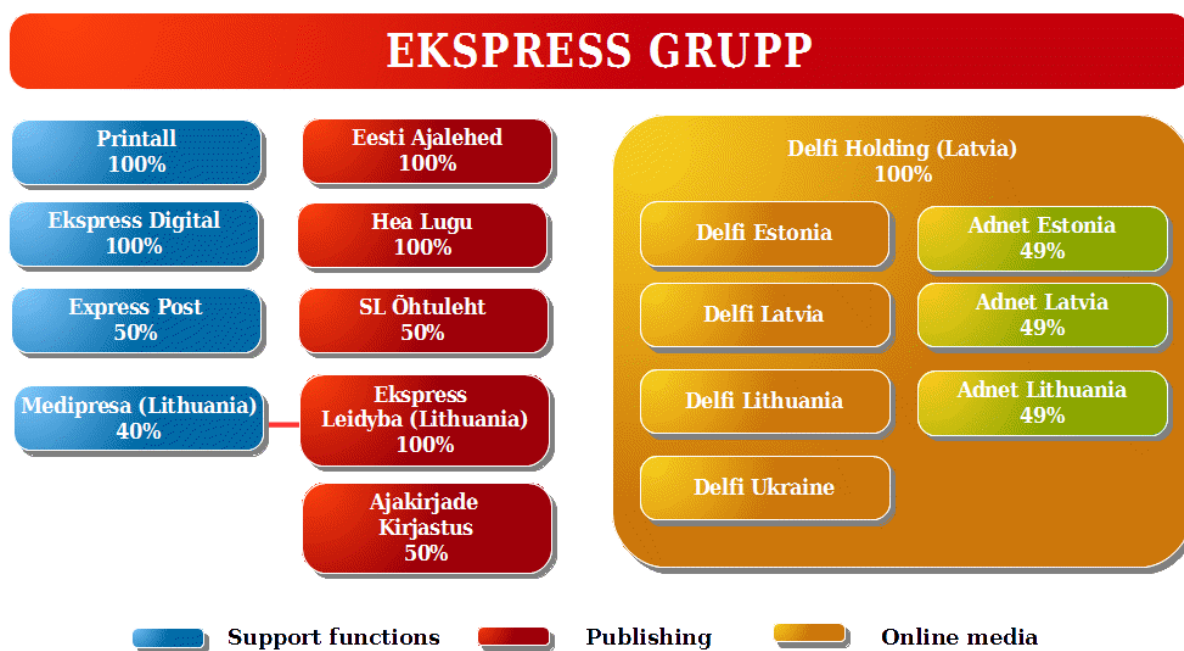 EKSPRESS GRUPP
Printall
100%
Ekspress Digital
100%
Express Post
50%
Medipresa (Lithuania)
40%
Eesti Ajalehed
100%
Hea Lugu
100%
SL Õhtuleht
50%
Ekspress
Leidyba (Lithuania)
100%
Ajakirjade
Kirjastus
50%
Delfi Holding (Latvia)
100%
Delfi Estonia
Delfi Latvia
Delfi Lithuania
Delfi Ukraine
Adnet Estonia
49%
Adnet Latvia
49%
Adnet Lithuania
49%
Support functions
Publishing
Online media